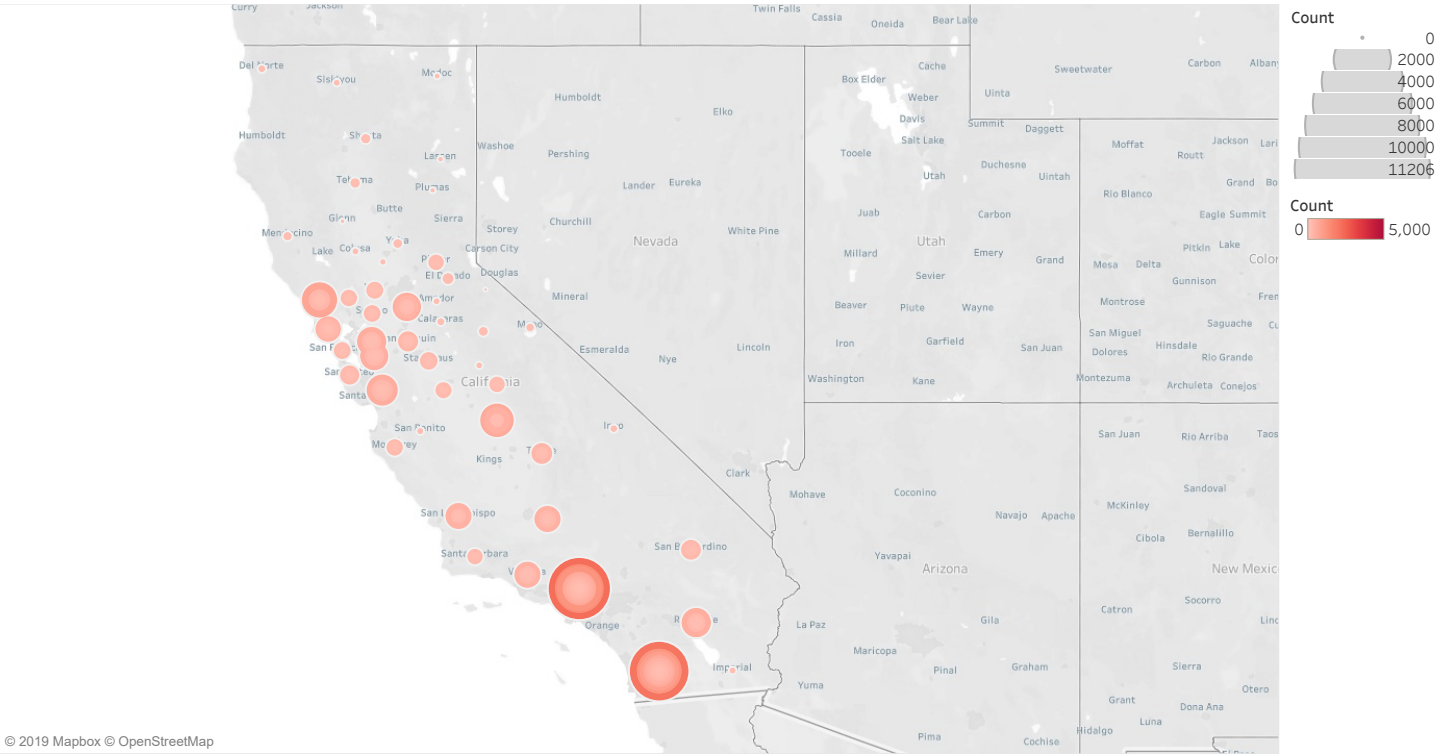 Curry
Jackson
Twin Falls
Cassia
Oneida
Bear Lake
Cache
Box Elder
Weber
Davis
Salt Lake
Tooele
Summit
Daggett
Uinta
Sweetwater
Carbon
Albany
Del Norte
Siskiyou
Modoc
Humboldt
Elko
Humboldt
Shasta
Lassen
Washoe
Pershing
Utah
Duchesne
Uintah
Moffat
Routt
Jackson
Tehama
Plumas
Lander
Eureka
Rio Blanco
Grand
Butte
Glenn
Sierra
Storey
Churchill
White Pine
Juab
Carbon
Eagle
Summit
Mendocino
Lake
Colusa
Yuba
Carson City
Nevada
Utah
Pitkin
Lake
Placer
El Dorado
Douglas
Millard
Sevier
Emery
Grand
Mesa
Delta
Gunnison
Amador
Calaveras
Mineral
Beaver
Piute
Wayne
Montrose
Mono
Esmeralda
Nye
Lincoln
Iron
Garfield
San Juan
San Miguel
Dolores
Hinsdale
Saguache
Rio Grande
California
Washington
Kane
Montezuma
Archuleta
Conejos
San Benito
Monterey
Inyo
Kings
Clark
San Juan
Rio Arriba
Taos
Mohave
Coconino
Navajo
Apache
McKinley
Sandoval
Cibola
Bernalillo
San Bernardino
Santa Barbara
Yavapai
Arizona
New Mexic
Orange
La Paz
Gila
Catron
Socorro
Maricopa
Pinal
Graham
Sierra
Imperial
Yuma
Grant
Luna
Dona Ana
Otero
Pima
Cochise
Hidalgo
El Paso
© 2019 Mapbox © OpenStreetMap
Count
0
2000
4000
6000
8000
10000
11206
Count
0
5,000